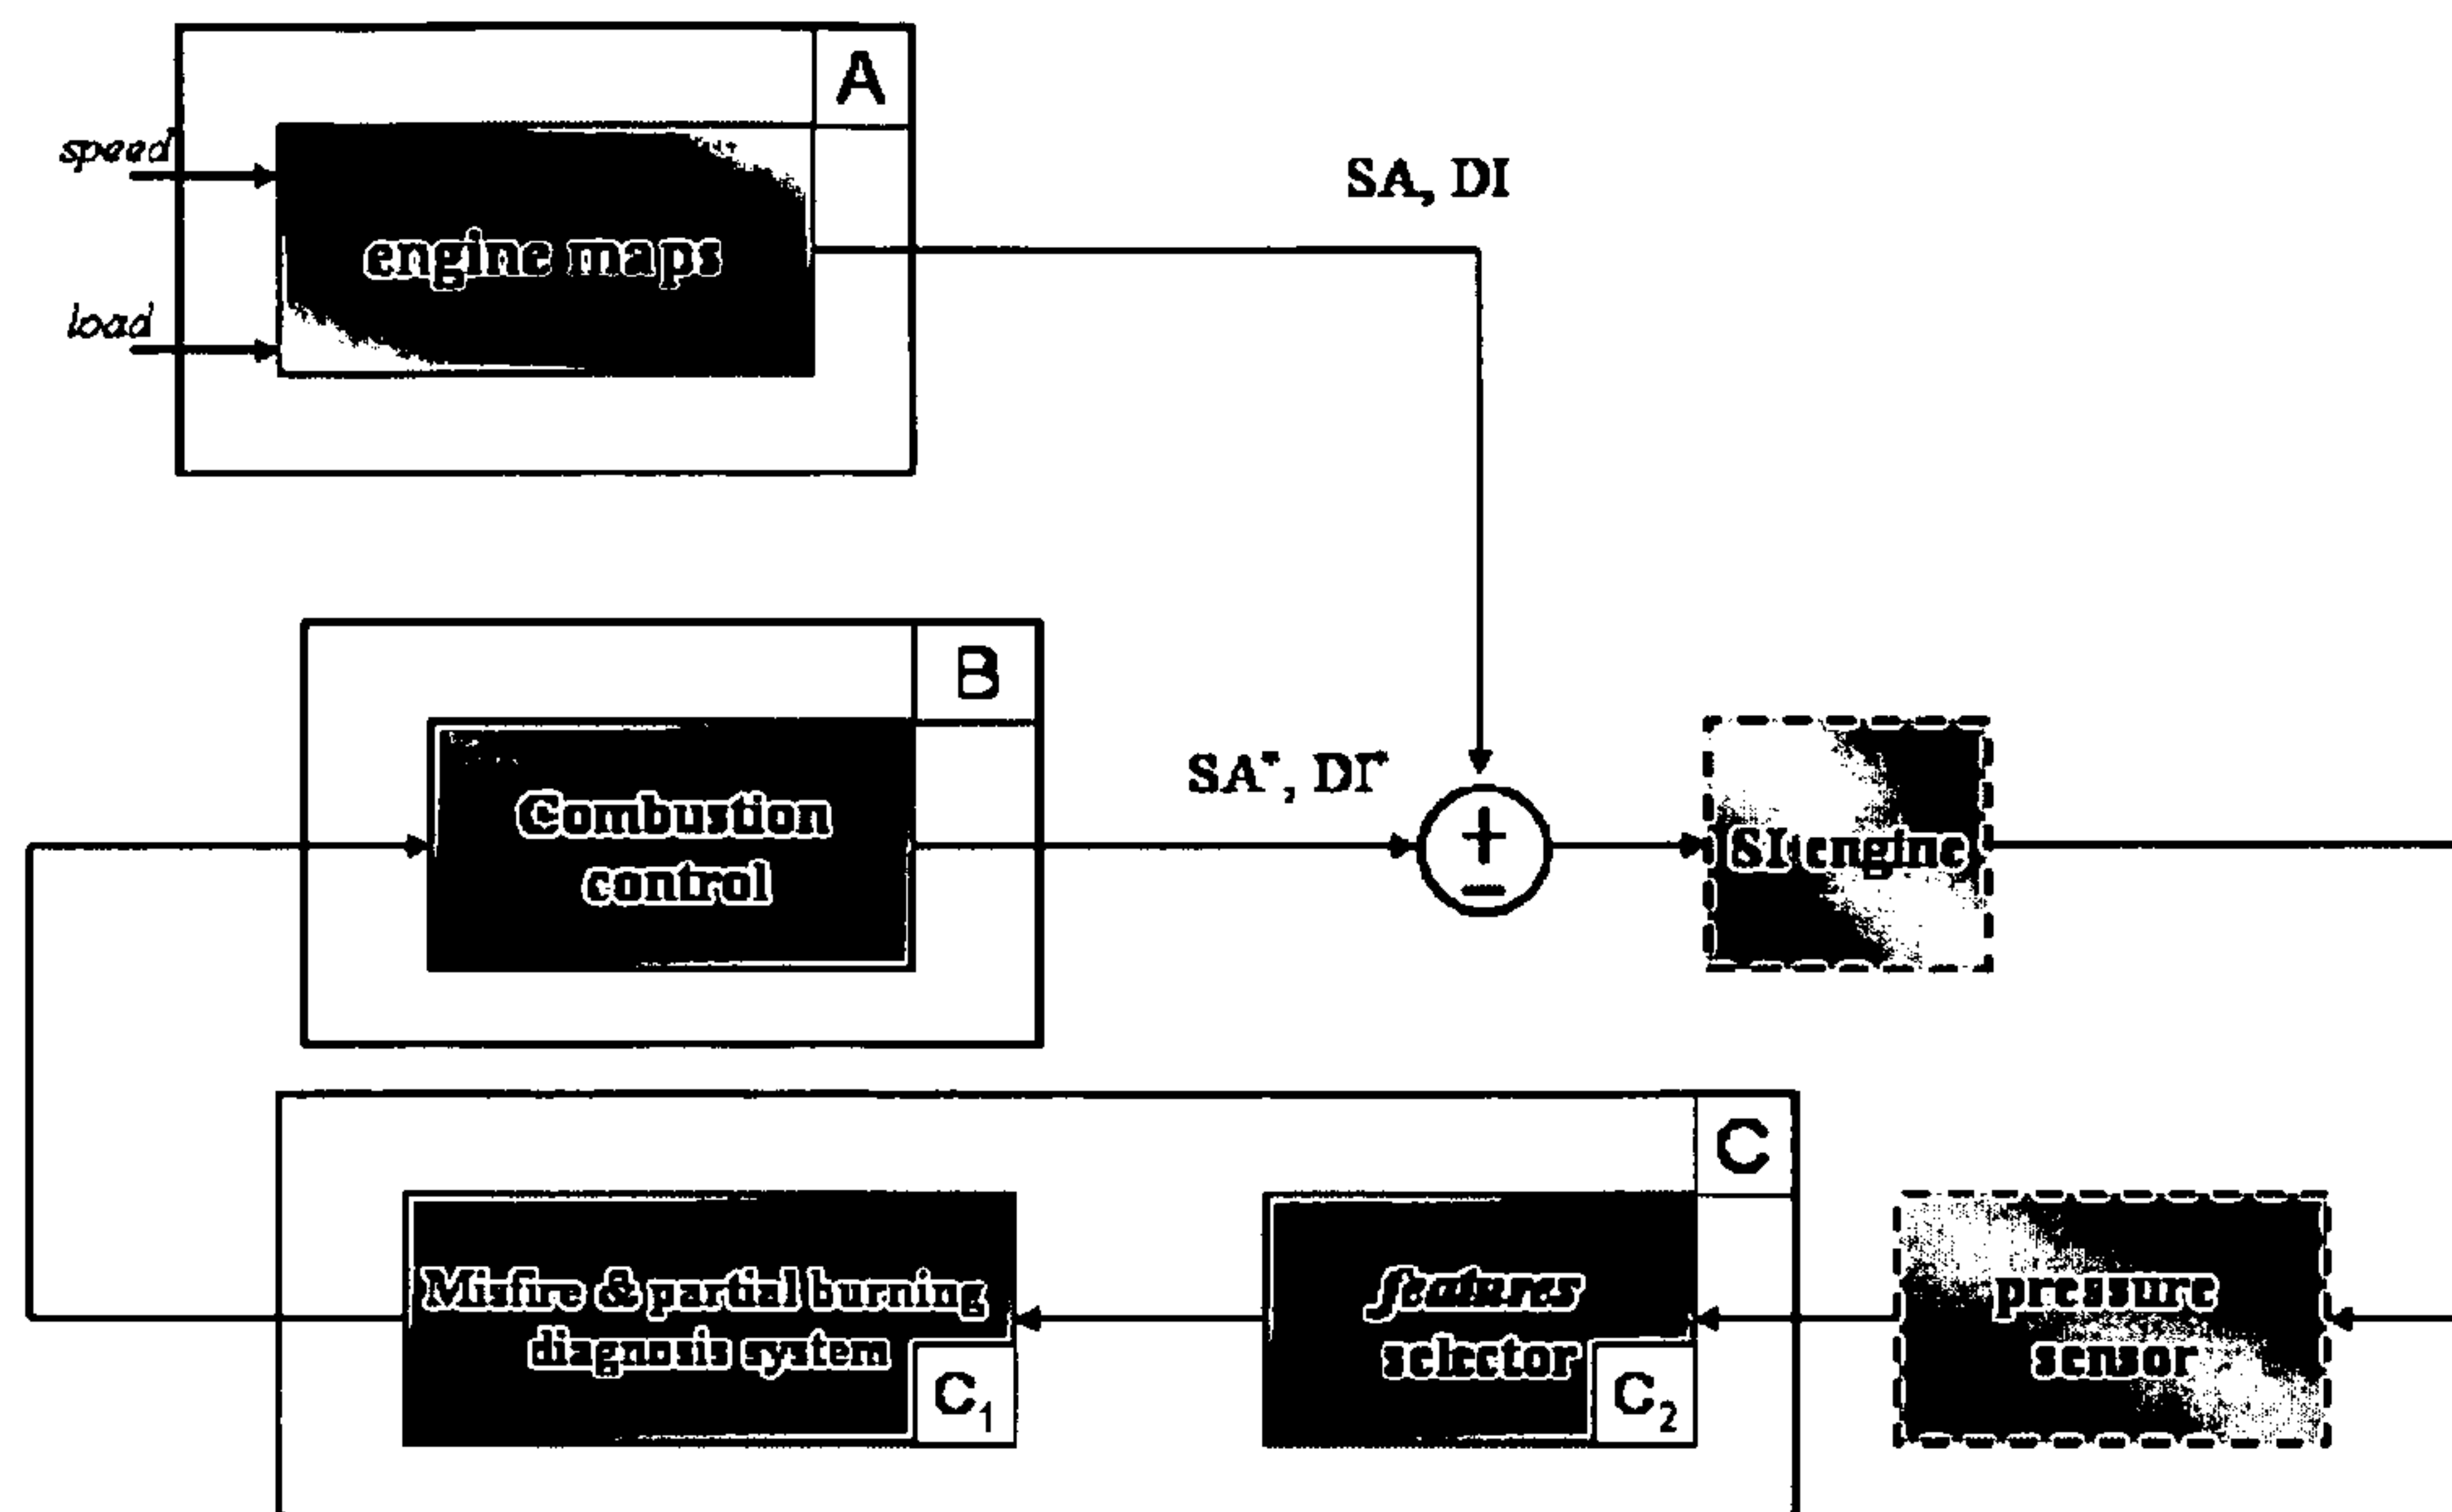 A
speed
engine maps
load
SA, DI
B
Combustion
control
SA*, DI*
+
−
SI engine
C
Misfire & partial burning
diagnosis system
C₁
features
selector
C₂
pressure
sensor